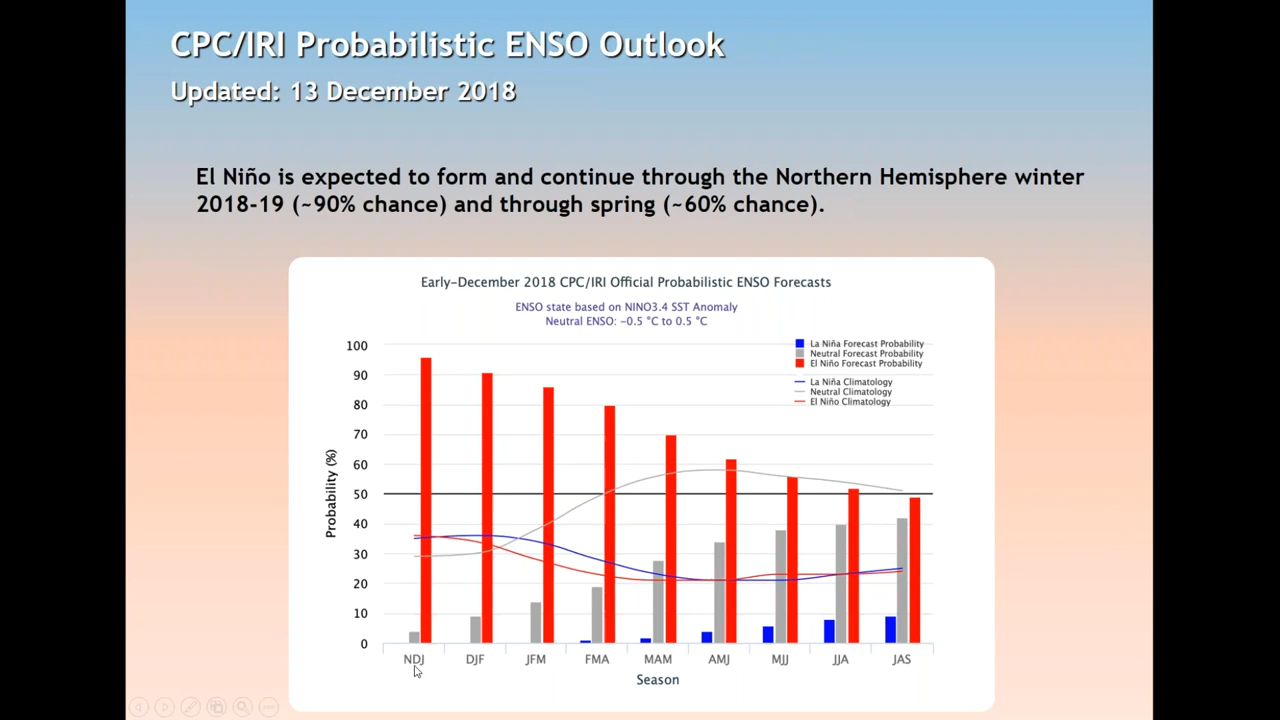 CPC/IRI Probabilistic ENSO Outlook
Updated: 13 December 2018
El Niño is expected to form and continue through the Northern Hemisphere winter
2018-19 (~90% chance) and through spring (~60% chance).
Early-December 2018 CPC/IRI Official Probabilistic ENSO Forecasts
ENSO state based on NINO3.4 SST Anomaly
Neutral ENSO: -0.5 °C to 0.5 °C
La Niña Forecast Probability
Neutral Forecast Probability
El Niño Forecast Probability
La Niña Climatology
Neutral Climatology
El Niño Climatology
Probability (%)
100
90
80
70
60
50
40
30
20
10
0
NDJ DJF JFM FMA MAM AMJ MJJ JJA JAS
Season